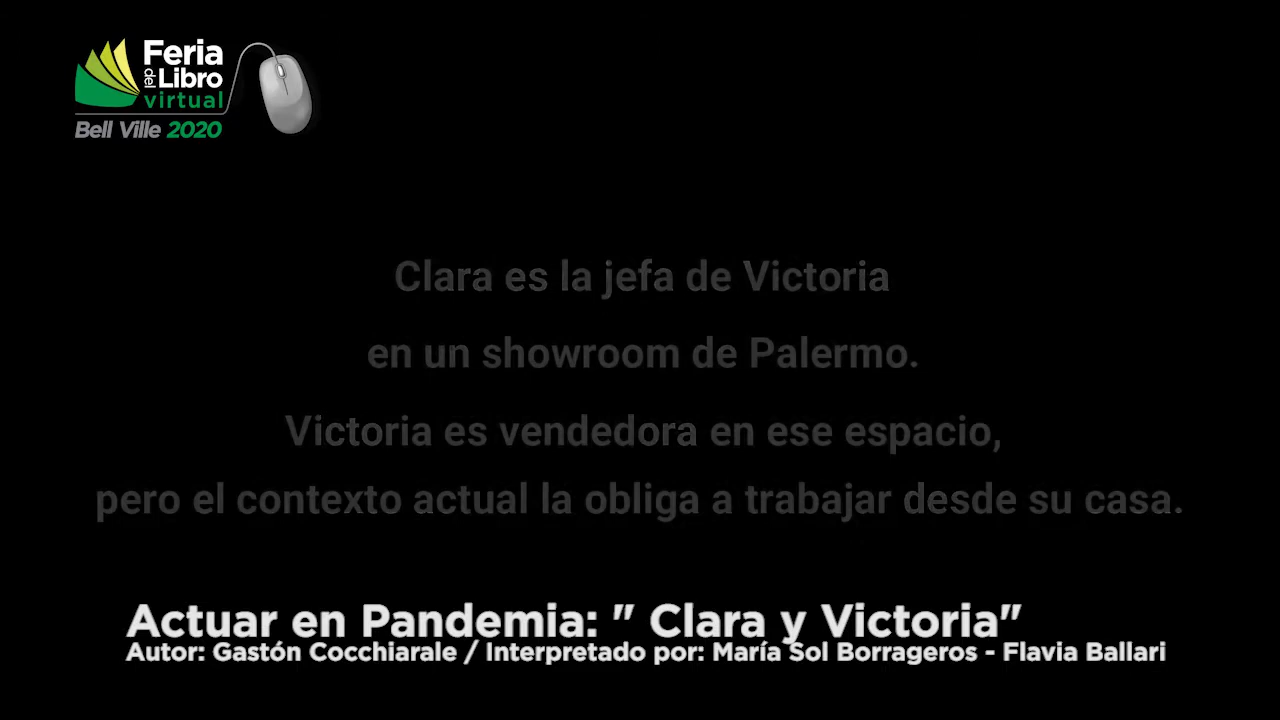 Feria
del Libro
virtual
Bell Ville 2020
Clara es la jefa de Victoria
en un showroom de Palermo.
Victoria es vendedora en ese espacio,
pero el contexto actual la obliga a trabajar desde su casa.
Actuar en Pandemia: " Clara y Victoria"
Autor: Gastón Cocchiarale / Interpretado por: María Sol Borrageros - Flavia Ballari